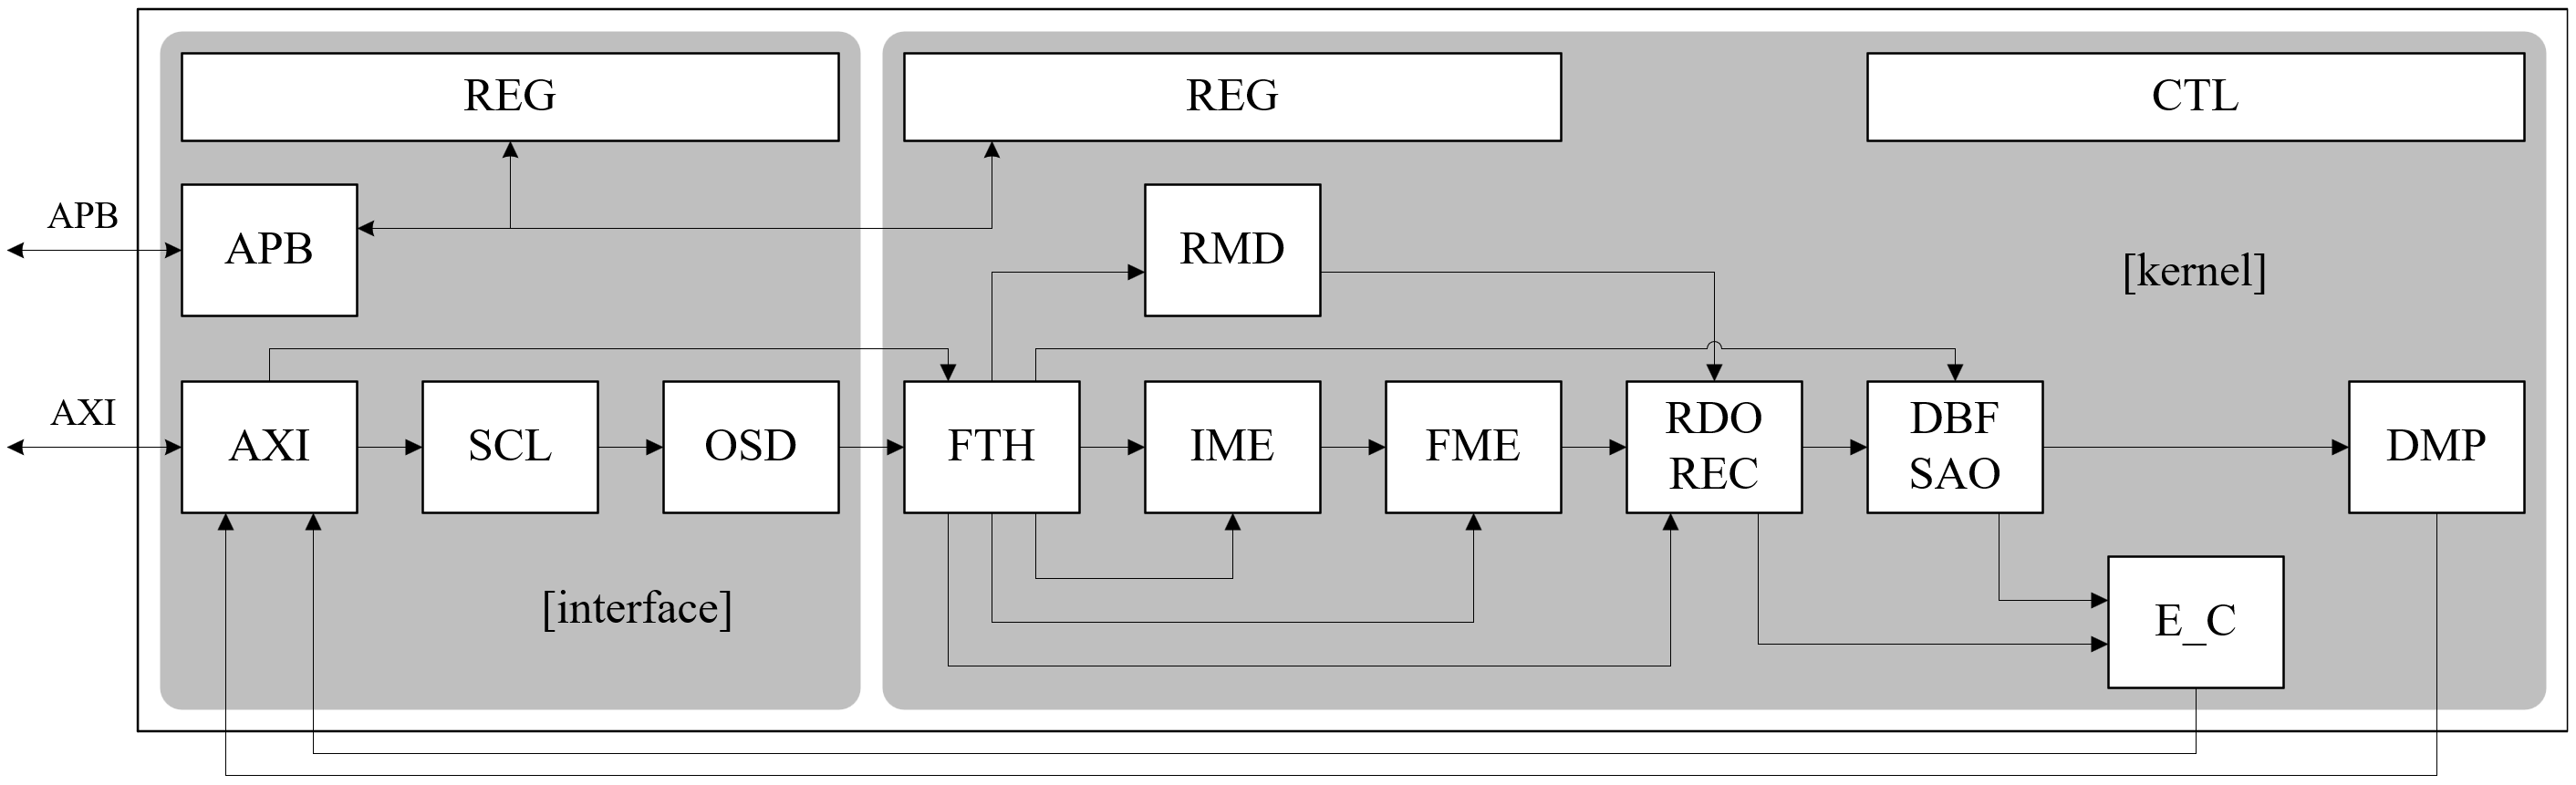 REG
REG
CTL
APB
APB
RMD
[kernel]
AXI
AXI
SCL
OSD
FTH
IME
FME
RDO
REC
DBF
SAO
DMP
[interface]
E_C